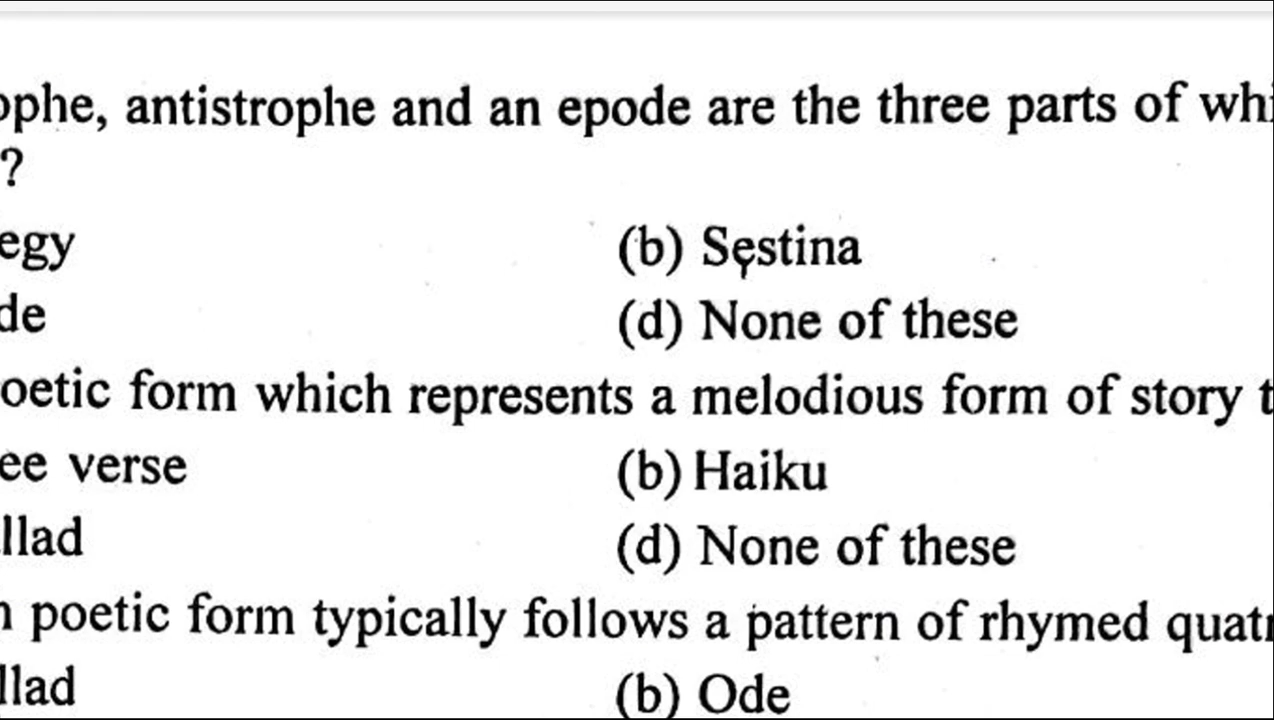 ophe, antistrophe and an epode are the three parts of whi
?
egy (b) Sestina
de (d) None of these
oetic form which represents a melodious form of story t
ee verse (b) Haiku
llad (d) None of these
n poetic form typically follows a pattern of rhymed quatr
llad (b) Ode